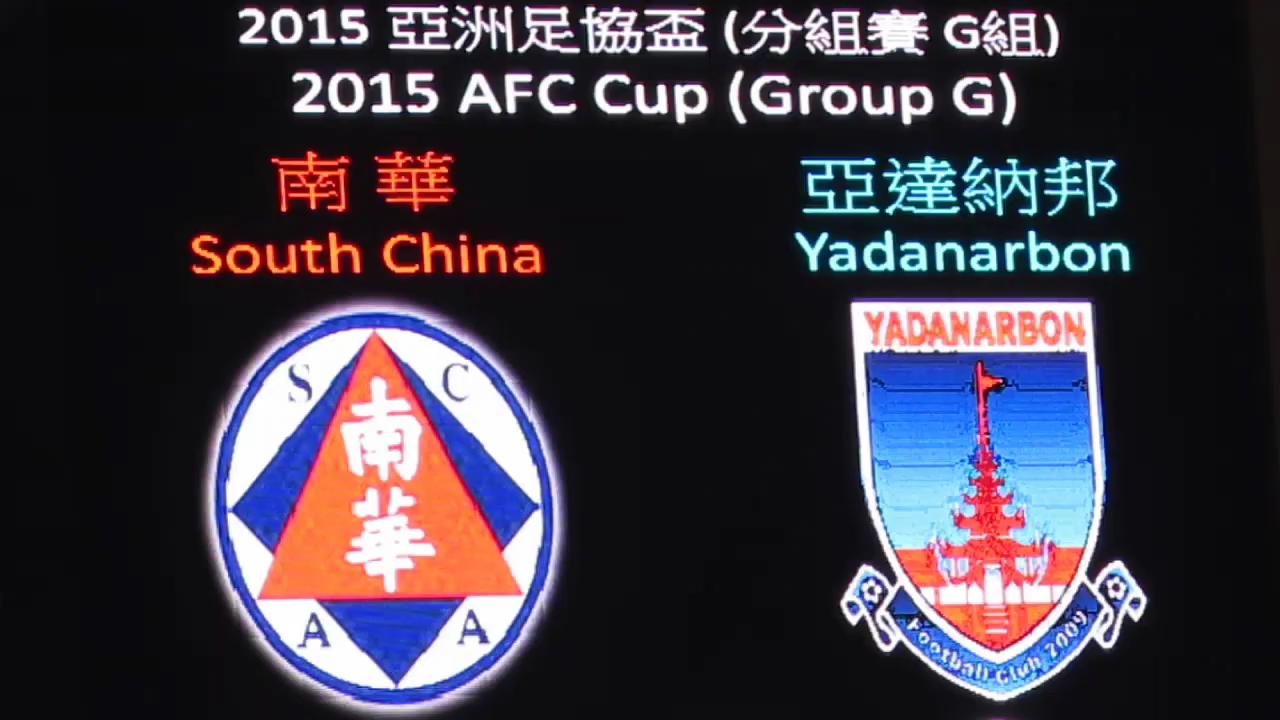 2015 亞洲足協盃 (分組賽 G組)
2015 AFC Cup (Group G)
南華
South China
亞達納邦
Yadanarbon
S C
南
華
A A
YADANARBON
Football Club 2009